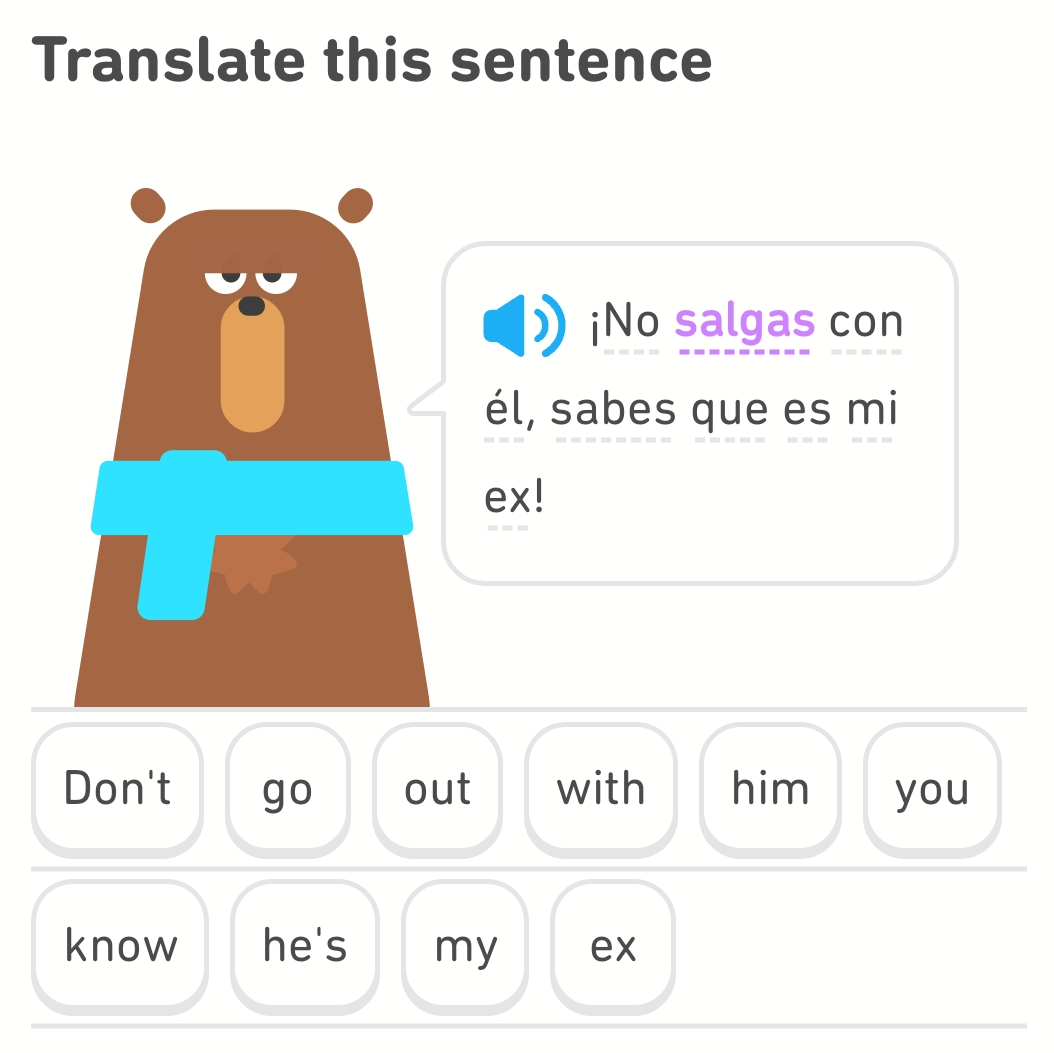 Translate this sentence
¡No salgas con
él, sabes que es mi
ex!
Don't go out with him you
know he's my ex